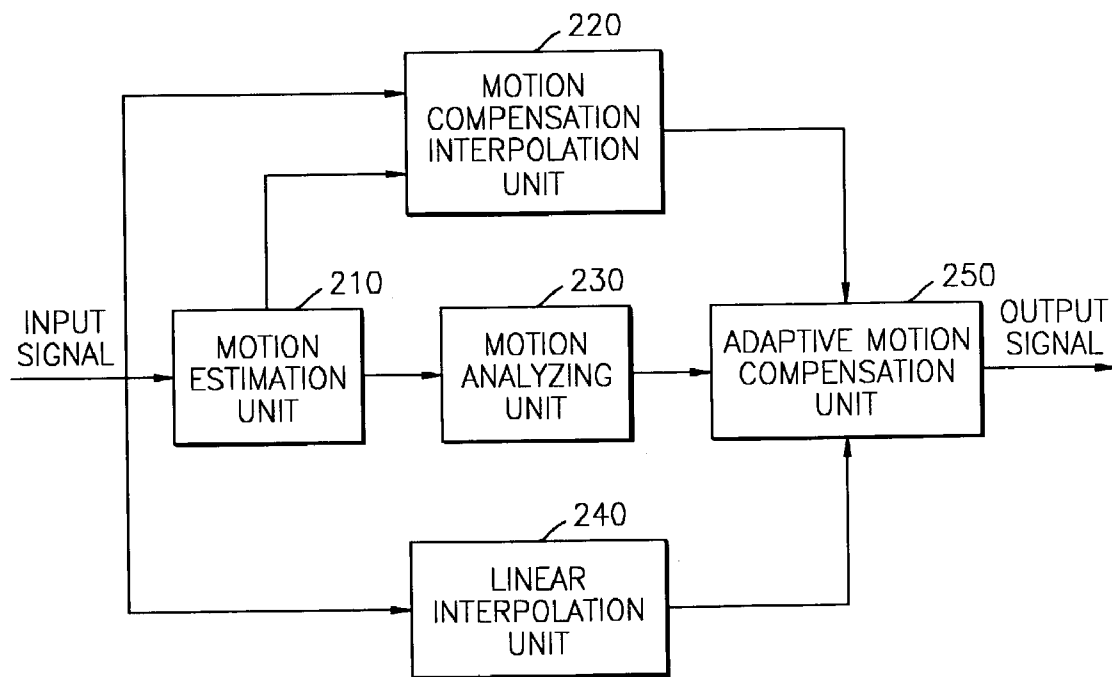 220
MOTION
COMPENSATION
INTERPOLATION
UNIT
210
230
250
INPUT
SIGNAL
MOTION
ESTIMATION
UNIT
MOTION
ANALYZING
UNIT
ADAPTIVE MOTION
COMPENSATION
UNIT
OUTPUT
SIGNAL
240
LINEAR
INTERPOLATION
UNIT